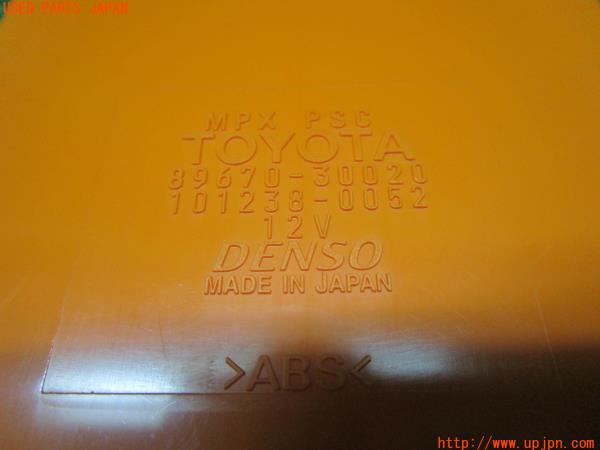 USED PARTS JAPAN
MPX PSC
TOYOTA
89670-30020
101238-0052
12V
DENSO
MADE IN JAPAN
>ABS<
http://www.upjpn.com